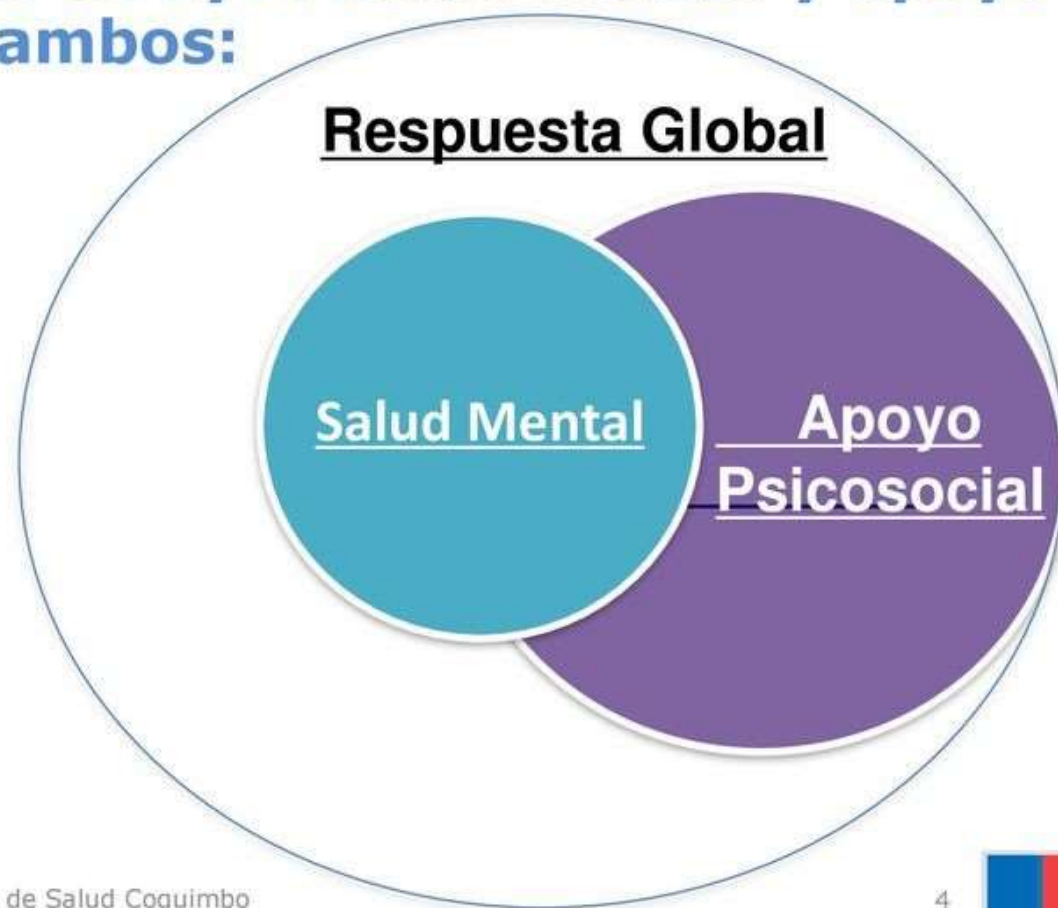 ambos:
Respuesta Global
Salud Mental
Apoyo
Psicosocial
de Salud Coquimbo
4